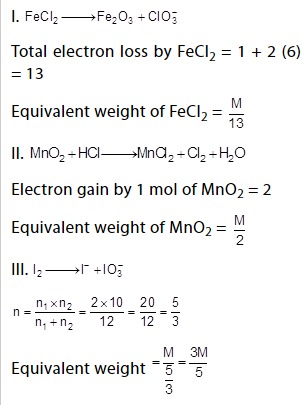 I. FeCl₂ ⟶ Fe₂O₃ + ClO₃⁻
Total electron loss by FeCl₂ = 1 + 2 (6)
= 13
Equivalent weight of FeCl₂ = M/13
II. MnO₂ + HCl ⟶ MnCl₂ + Cl₂ + H₂O
Electron gain by 1 mol of MnO₂ = 2
Equivalent weight of MnO₂ = M/2
III. I₂ ⟶ I⁻ + IO₃⁻
n = (n₁ × n₂)/(n₁ + n₂) = (2 × 10)/12 = 20/12 = 5/3
Equivalent weight = M/(5/3) = 3M/5